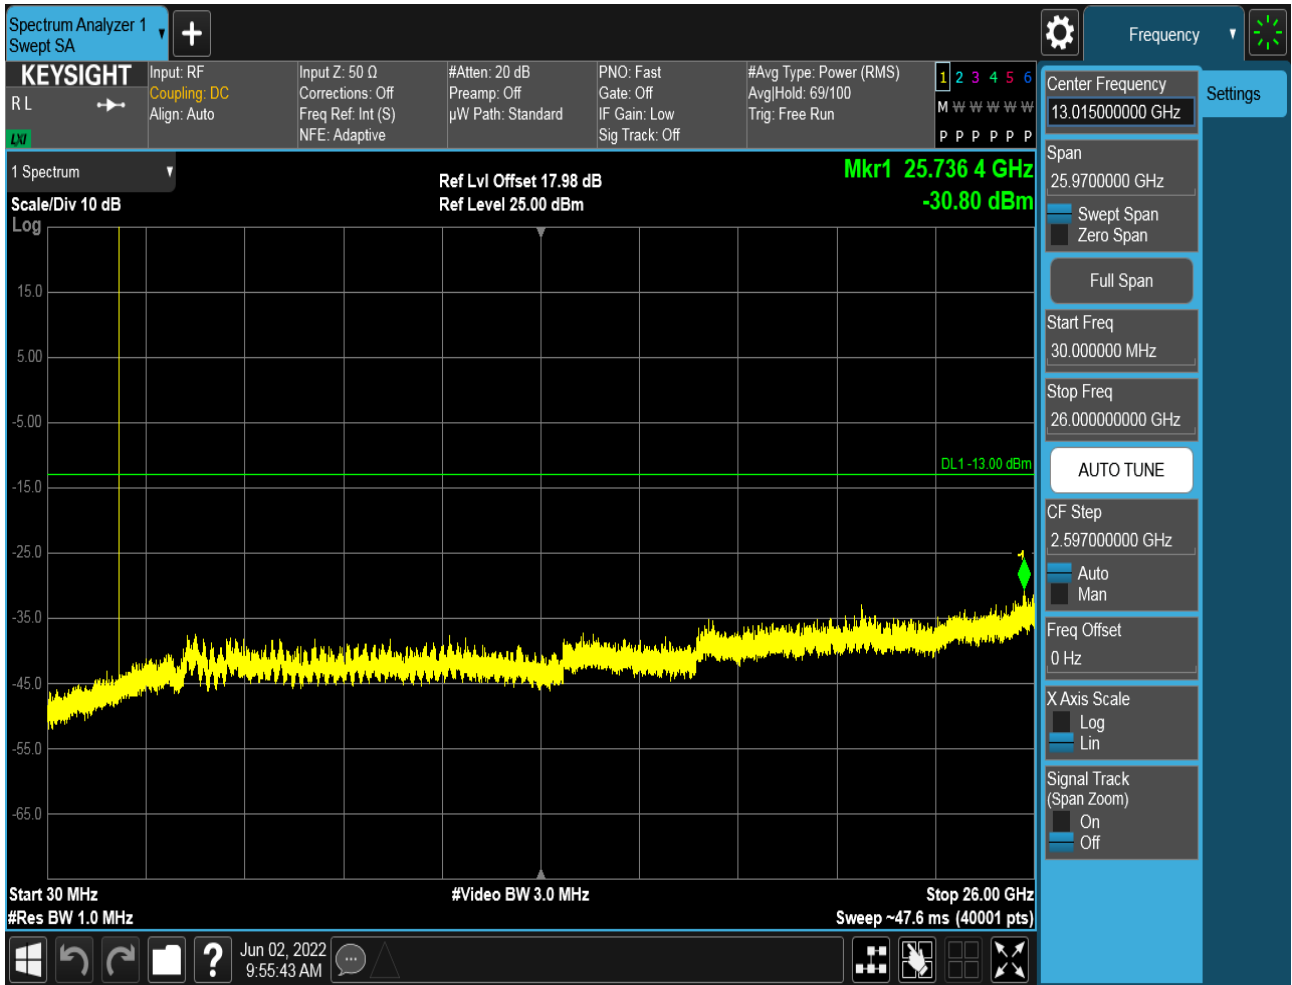 Spectrum Analyzer 1
Swept SA
Frequency
KEYSIGHT
R L
LXI
Input: RF
Coupling: DC
Align: Auto
Input Z: 50 Ω
Corrections: Off
Freq Ref: Int (S)
NFE: Adaptive
#Atten: 20 dB
Preamp: Off
µW Path: Standard
PNO: Fast
Gate: Off
IF Gain: Low
Sig Track: Off
#Avg Type: Power (RMS)
Avg|Hold: 69/100
Trig: Free Run
1 2 3 4 5 6
M W W W W W
P P P P P P
1 Spectrum
Scale/Div 10 dB
Log
Ref Lvl Offset 17.98 dB
Ref Level 25.00 dBm
Mkr1 25.736 4 GHz
-30.80 dBm
15.0
5.00
-5.00
DL1 -13.00 dBm
-15.0
-25.0
1
-35.0
-45.0
-55.0
-65.0
Start 30 MHz
#Video BW 3.0 MHz
Stop 26.00 GHz
#Res BW 1.0 MHz
Sweep ~47.6 ms (40001 pts)
Jun 02, 2022
9:55:43 AM
Center Frequency
13.015000000 GHz
Settings
Span
25.9700000 GHz
Swept Span
Zero Span
Full Span
Start Freq
30.000000 MHz
Stop Freq
26.000000000 GHz
AUTO TUNE
CF Step
2.597000000 GHz
Auto
Man
Freq Offset
0 Hz
X Axis Scale
Log
Lin
Signal Track
(Span Zoom)
On
Off